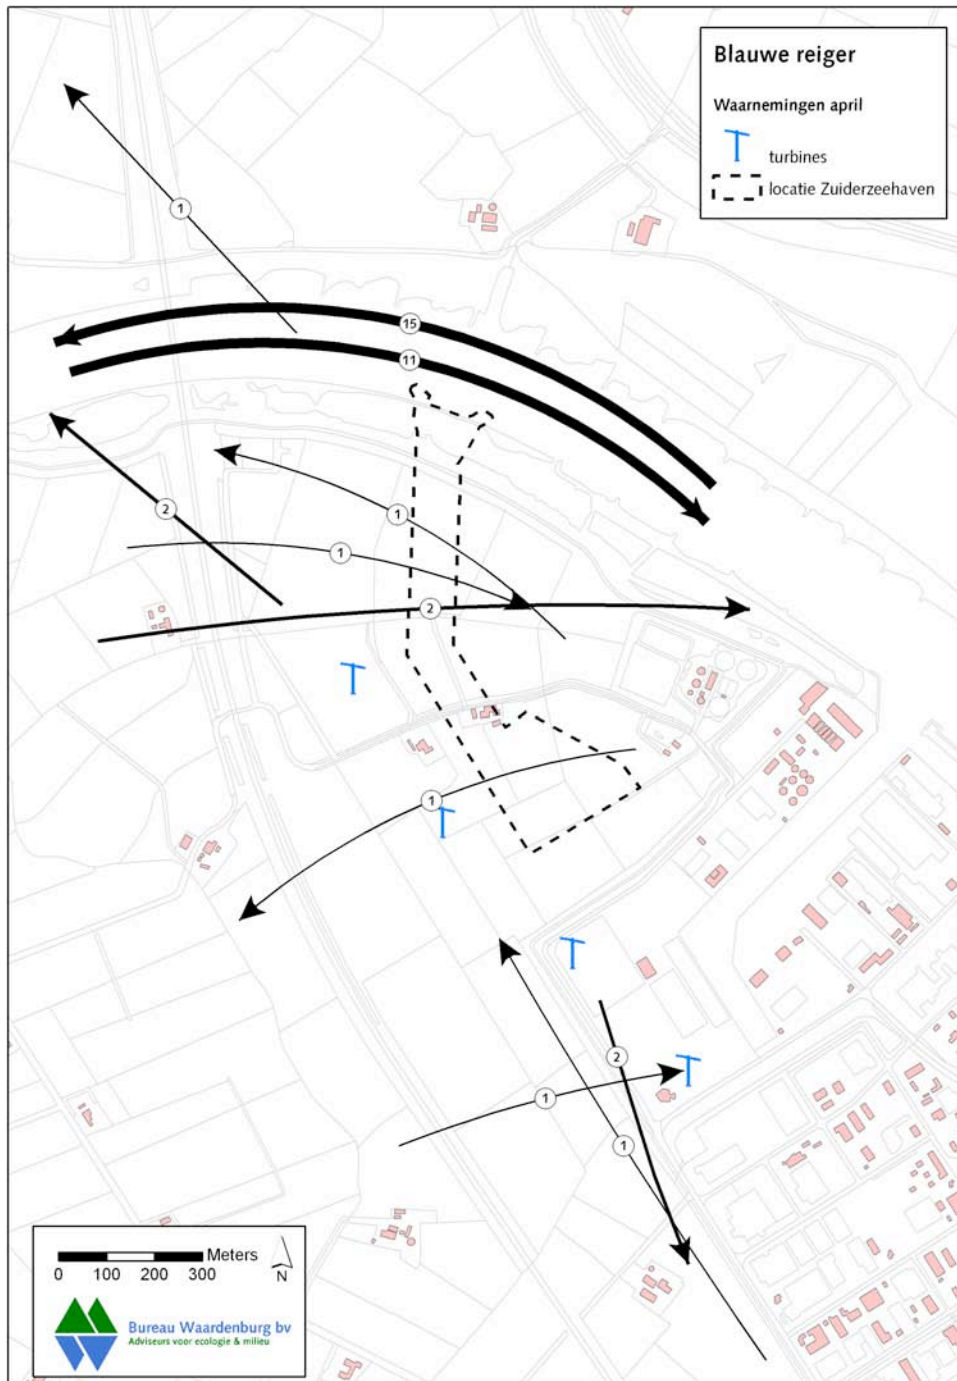 Blauwe reiger
Waarnemingen april
turbines
locatie Zuiderzeehaven
1
15
11
2
1
1
2
1
2
1
1
Meters
0 100 200 300
N
Bureau Waardenburg bv
Adviseurs voor ecologie & milieu